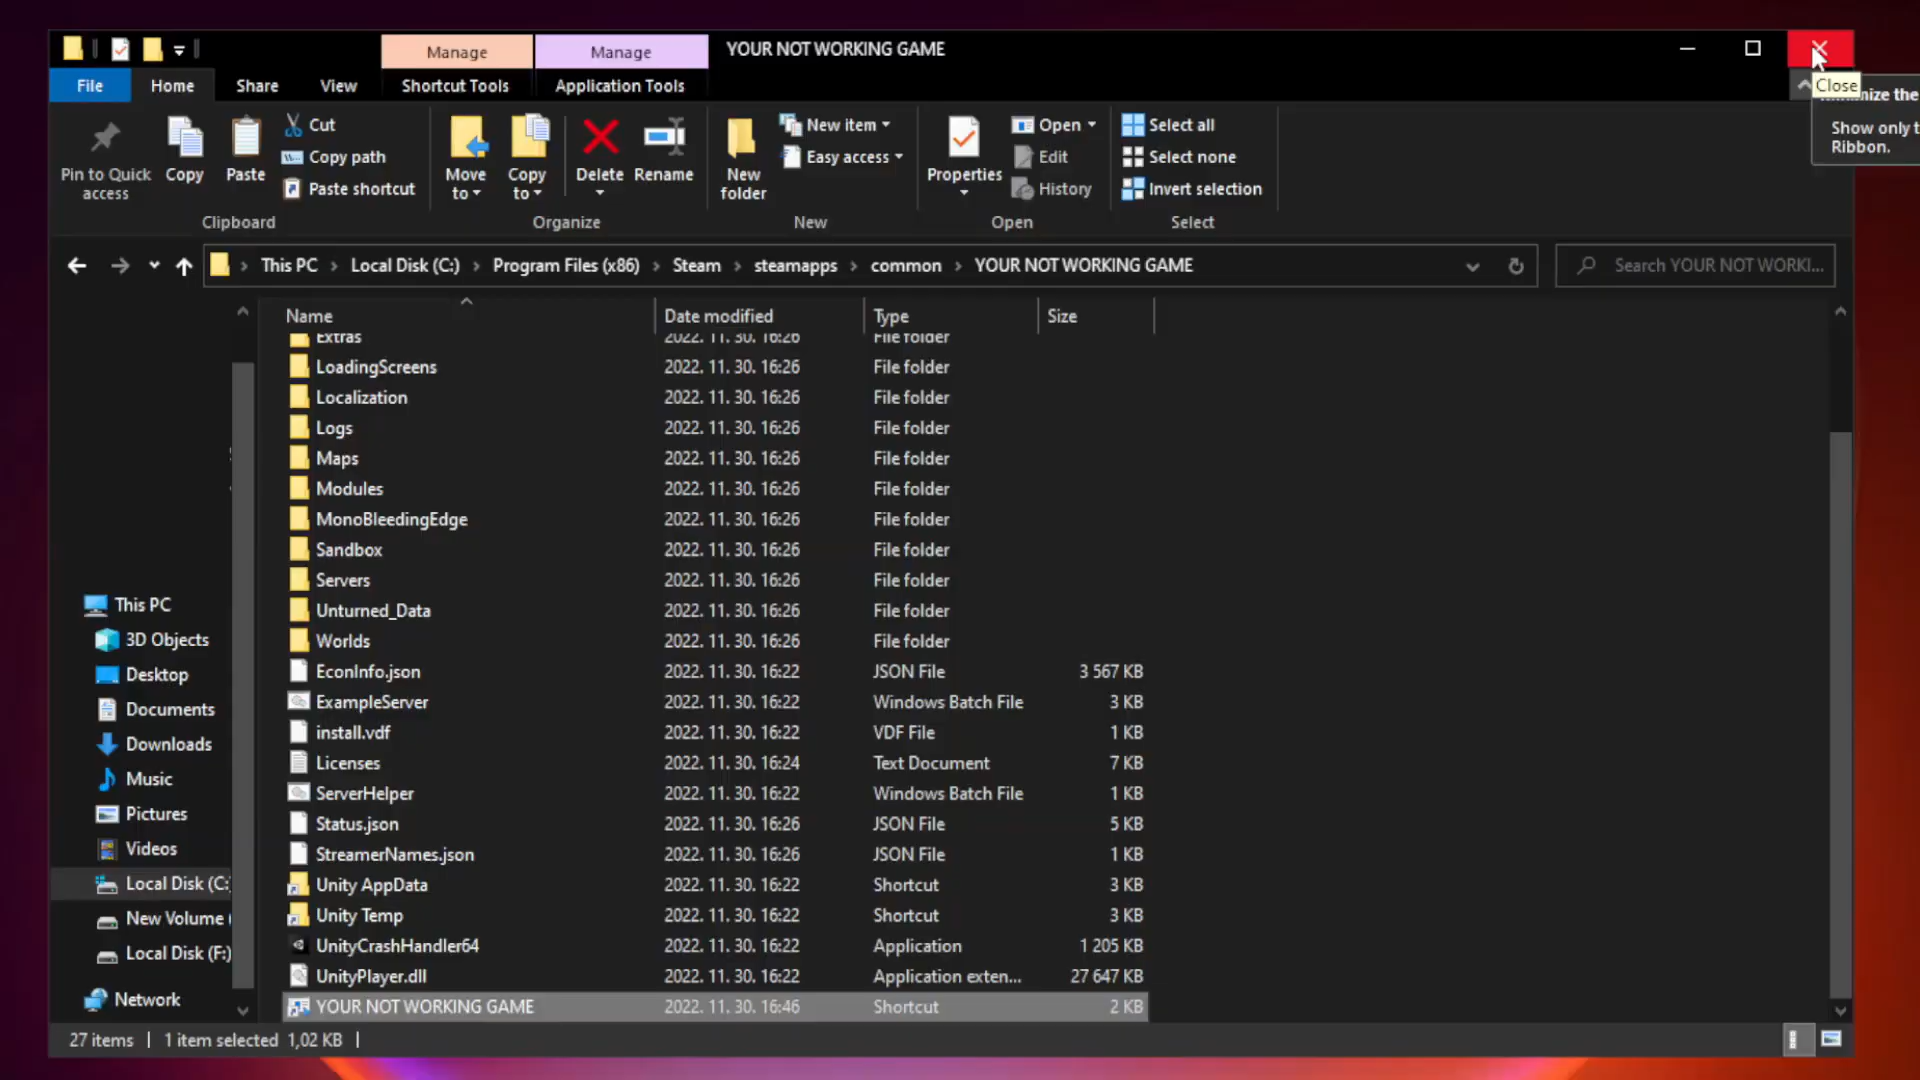 Manage
Manage
YOUR NOT WORKING GAME
File
Home
Share
View
Shortcut Tools
Application Tools
Close
the
Show only
Ribbon.
Pin to Quick access
Copy
Paste
Cut
Copy path
Paste shortcut
Clipboard
Move to
Copy to
Delete
Rename
Organize
New folder
New item
Easy access
New
Properties
Open
Edit
History
Open
Select all
Select none
Invert selection
Select
This PC > Local Disk (C:) > Program Files (x86) > Steam > steamapps > common > YOUR NOT WORKING GAME
Search YOUR NOT WORKI...
Name Date modified Type Size
Extras 2022. 11. 30. 16:26 File folder
LoadingScreens 2022. 11. 30. 16:26 File folder
Localization 2022. 11. 30. 16:26 File folder
Logs 2022. 11. 30. 16:26 File folder
Maps 2022. 11. 30. 16:26 File folder
Modules 2022. 11. 30. 16:26 File folder
MonoBleedingEdge 2022. 11. 30. 16:26 File folder
Sandbox 2022. 11. 30. 16:26 File folder
Servers 2022. 11. 30. 16:26 File folder
Unturned_Data 2022. 11. 30. 16:26 File folder
Worlds 2022. 11. 30. 16:26 File folder
EconInfo.json 2022. 11. 30. 16:22 JSON File 3 567 KB
ExampleServer 2022. 11. 30. 16:22 Windows Batch File 3 KB
install.vdf 2022. 11. 30. 16:22 VDF File 1 KB
Licenses 2022. 11. 30. 16:24 Text Document 7 KB
ServerHelper 2022. 11. 30. 16:22 Windows Batch File 1 KB
Status.json 2022. 11. 30. 16:26 JSON File 5 KB
StreamerNames.json 2022. 11. 30. 16:26 JSON File 1 KB
Unity AppData 2022. 11. 30. 16:22 Shortcut 3 KB
Unity Temp 2022. 11. 30. 16:22 Shortcut 3 KB
UnityCrashHandler64 2022. 11. 30. 16:22 Application 1 205 KB
UnityPlayer.dll 2022. 11. 30. 16:22 Application exten... 27 647 KB
YOUR NOT WORKING GAME 2022. 11. 30. 16:46 Shortcut 2 KB
This PC
3D Objects
Desktop
Documents
Downloads
Music
Pictures
Videos
Local Disk (C:
New Volume (
Local Disk (F:)
Network
27 items | 1 item selected 1,02 KB |